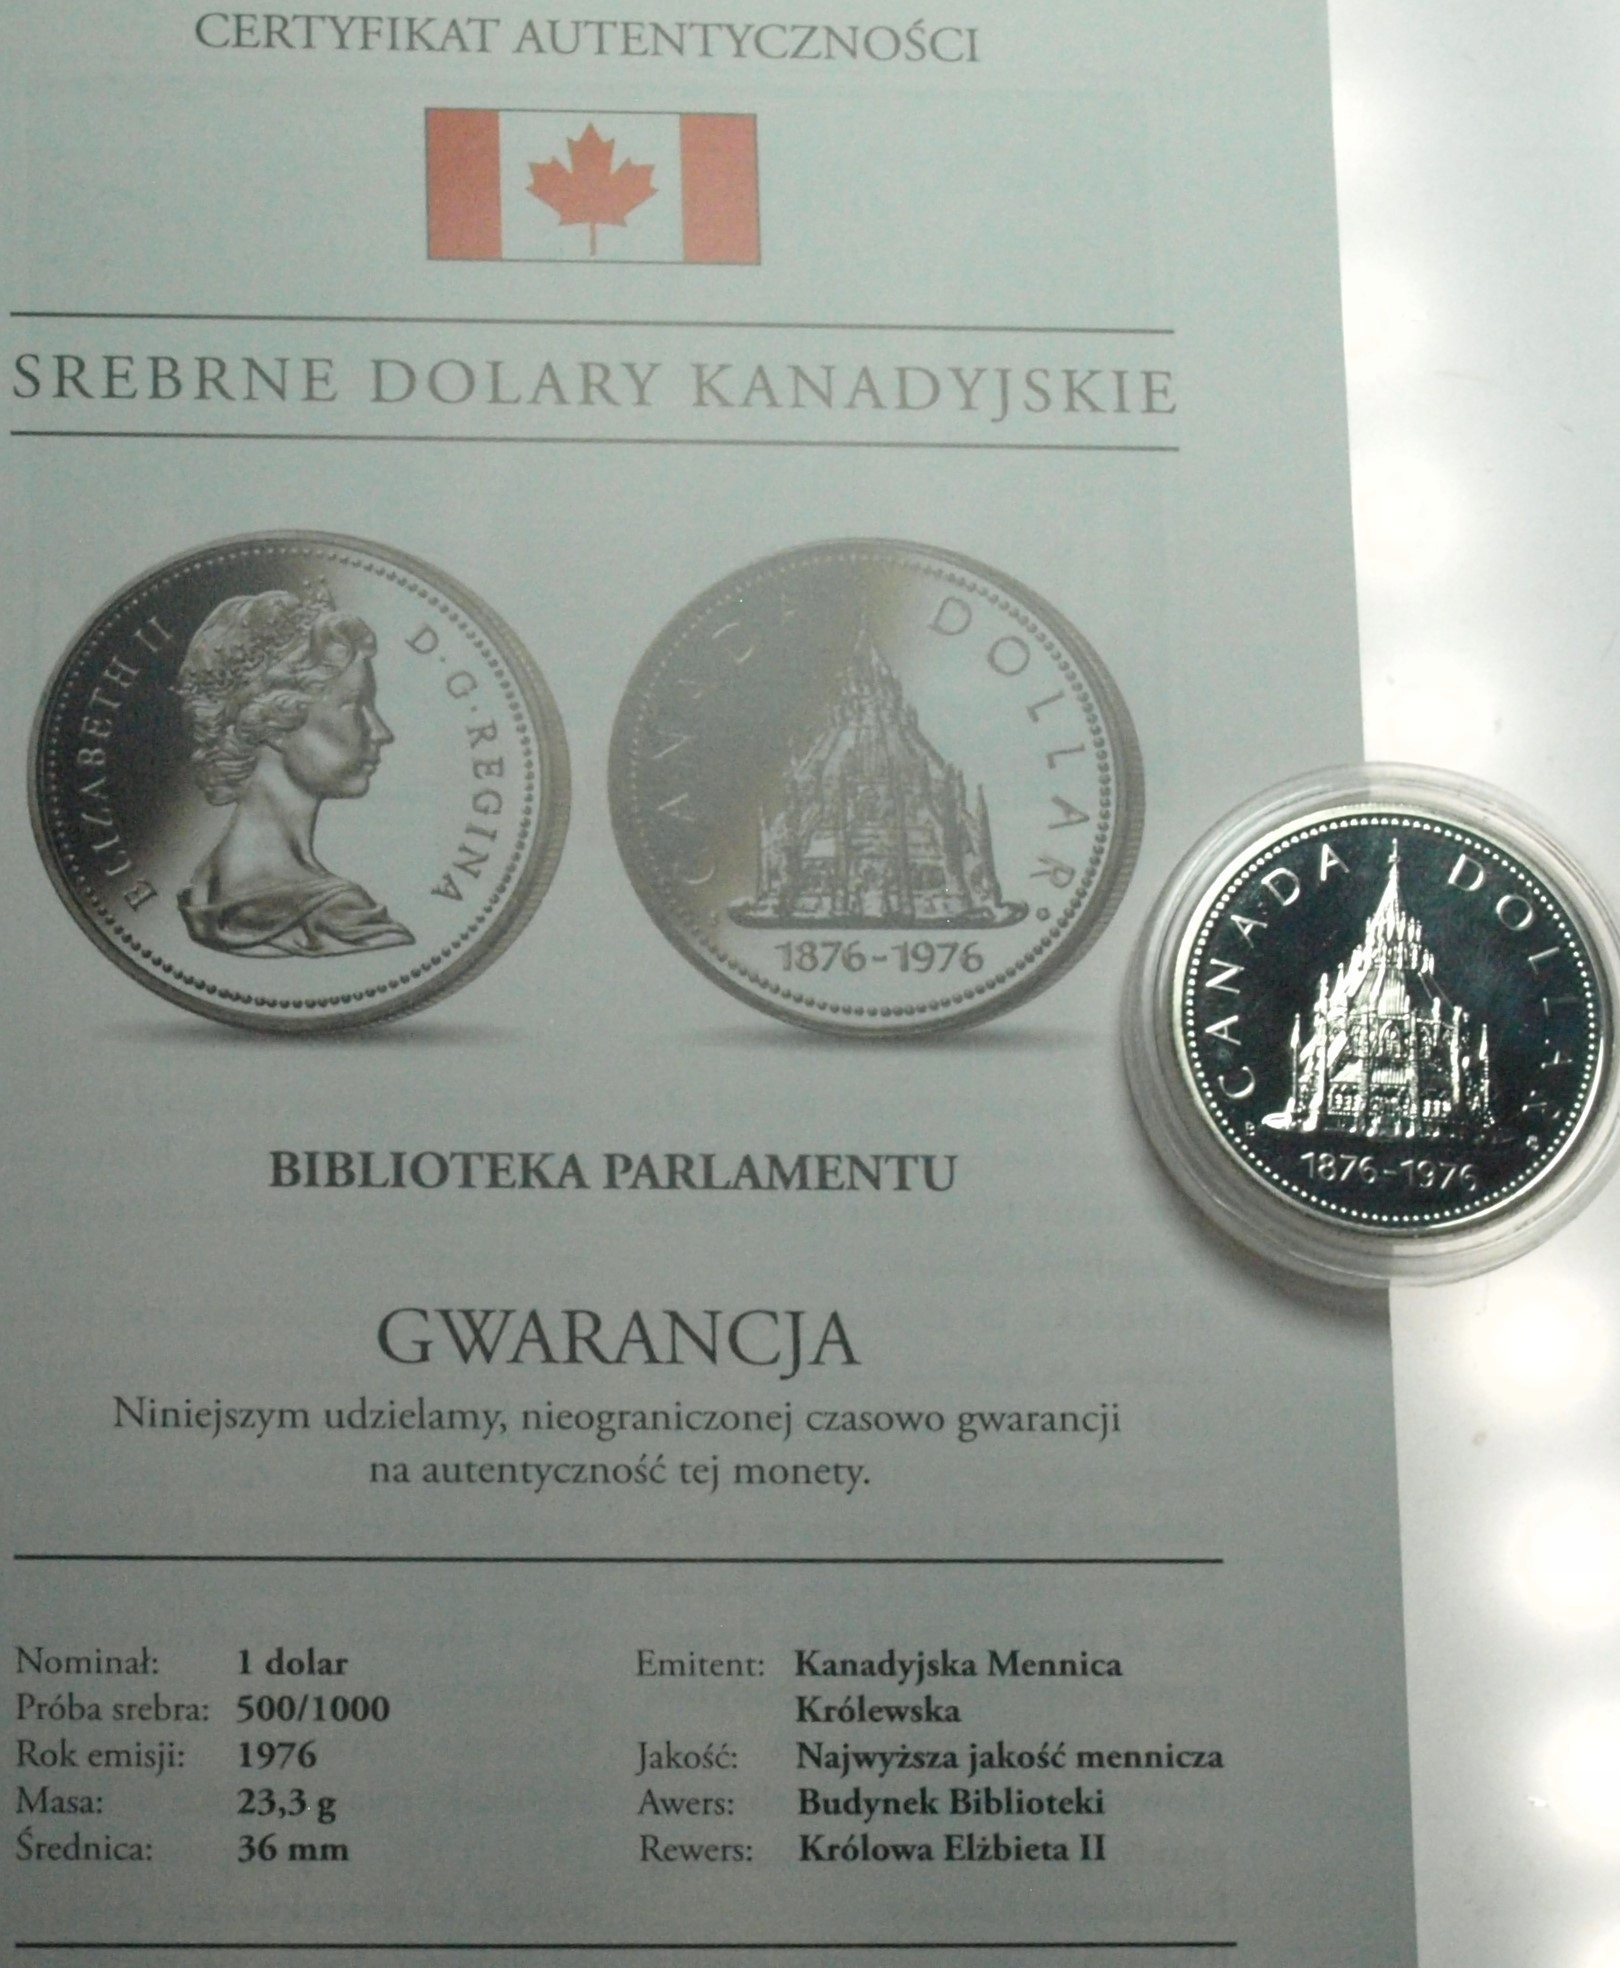 CERTYFIKAT AUTENTYCZNOŚCI
SREBRNE DOLARY KANADYJSKIE
ELIZABETH II D·G·REGINA
CANADA DOLLAR
1876-1976
CANADA DOLLAR
1876-1976
BIBLIOTEKA PARLAMENTU
GWARANCJA
Niniejszym udzielamy, nieograniczonej czasowo gwarancji
na autentyczność tej monety.
Nominał: 1 dolar
Próba srebra: 500/1000
Rok emisji: 1976
Masa: 23,3 g
Średnica: 36 mm
Emitent: Kanadyjska Mennica
Królewska
Jakość: Najwyższa jakość mennicza
Awers: Budynek Biblioteki
Rewers: Królowa Elżbieta II